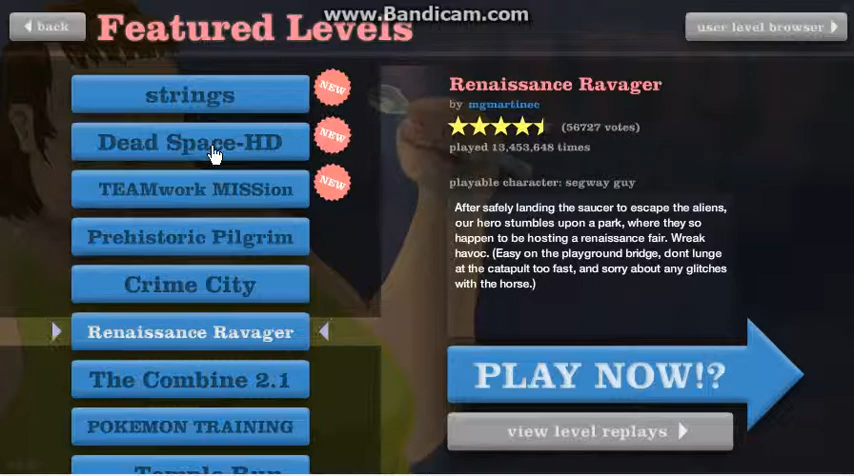 www.Bandicam.com
back
Featured Levels
user level browser
strings
NEW
Dead Space-HD
NEW
TEAMwork MISSion
NEW
Prehistoric Pilgrim
Crime City
Renaissance Ravager
The Combine 2.1
POKEMON TRAINING
Temple Run
Renaissance Ravager
by mgmartinec
(56727 votes)
played 13,453,648 times
playable character: segway guy
After safely landing the saucer to escape the aliens,
our hero stumbles upon a park, where they so
happen to be hosting a renaissance fair. Wreak
havoc. (Easy on the playground bridge, dont lunge
at the catapult too fast, and sorry about any glitches
with the horse.)
PLAY NOW!?
view level replays